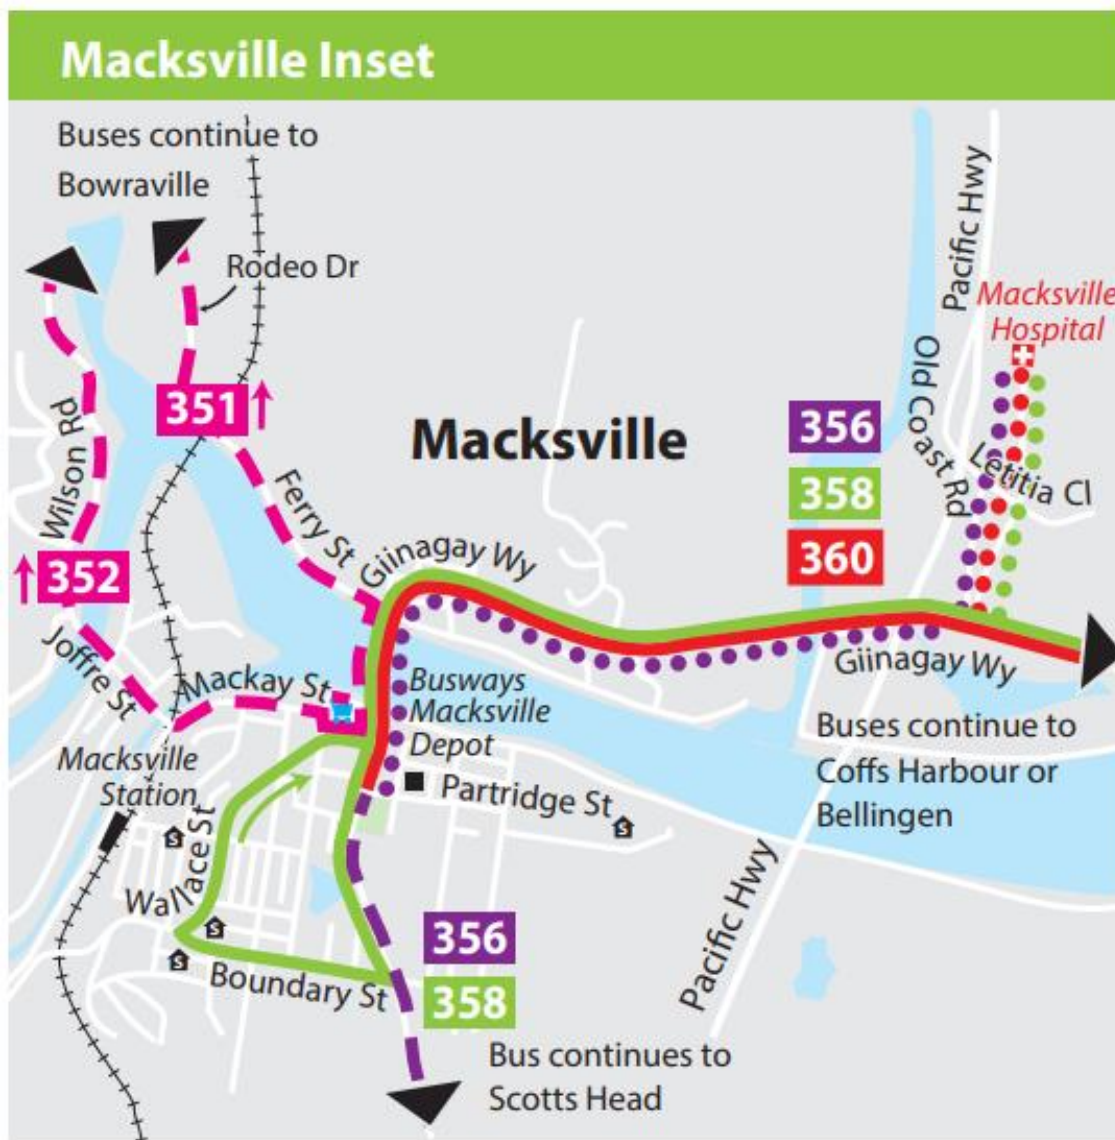 Macksville Inset
Buses continue to
Bowraville
Rodeo Dr
Pacific Hwy
Macksville
Hospital
351
Old Coast Rd
Wilson Rd
Macksville
356
358
360
Letitia Cl
Ferry St
Giinagay Wy
352
Joffre St
Mackay St
Busways
Macksville
Depot
Giinagay Wy
Buses continue to
Coffs Harbour or
Bellingen
Macksville
Station
Partridge St
S
S
Wallace St
S
S
Pacific Hwy
356
358
Boundary St
Bus continues to
Scotts Head